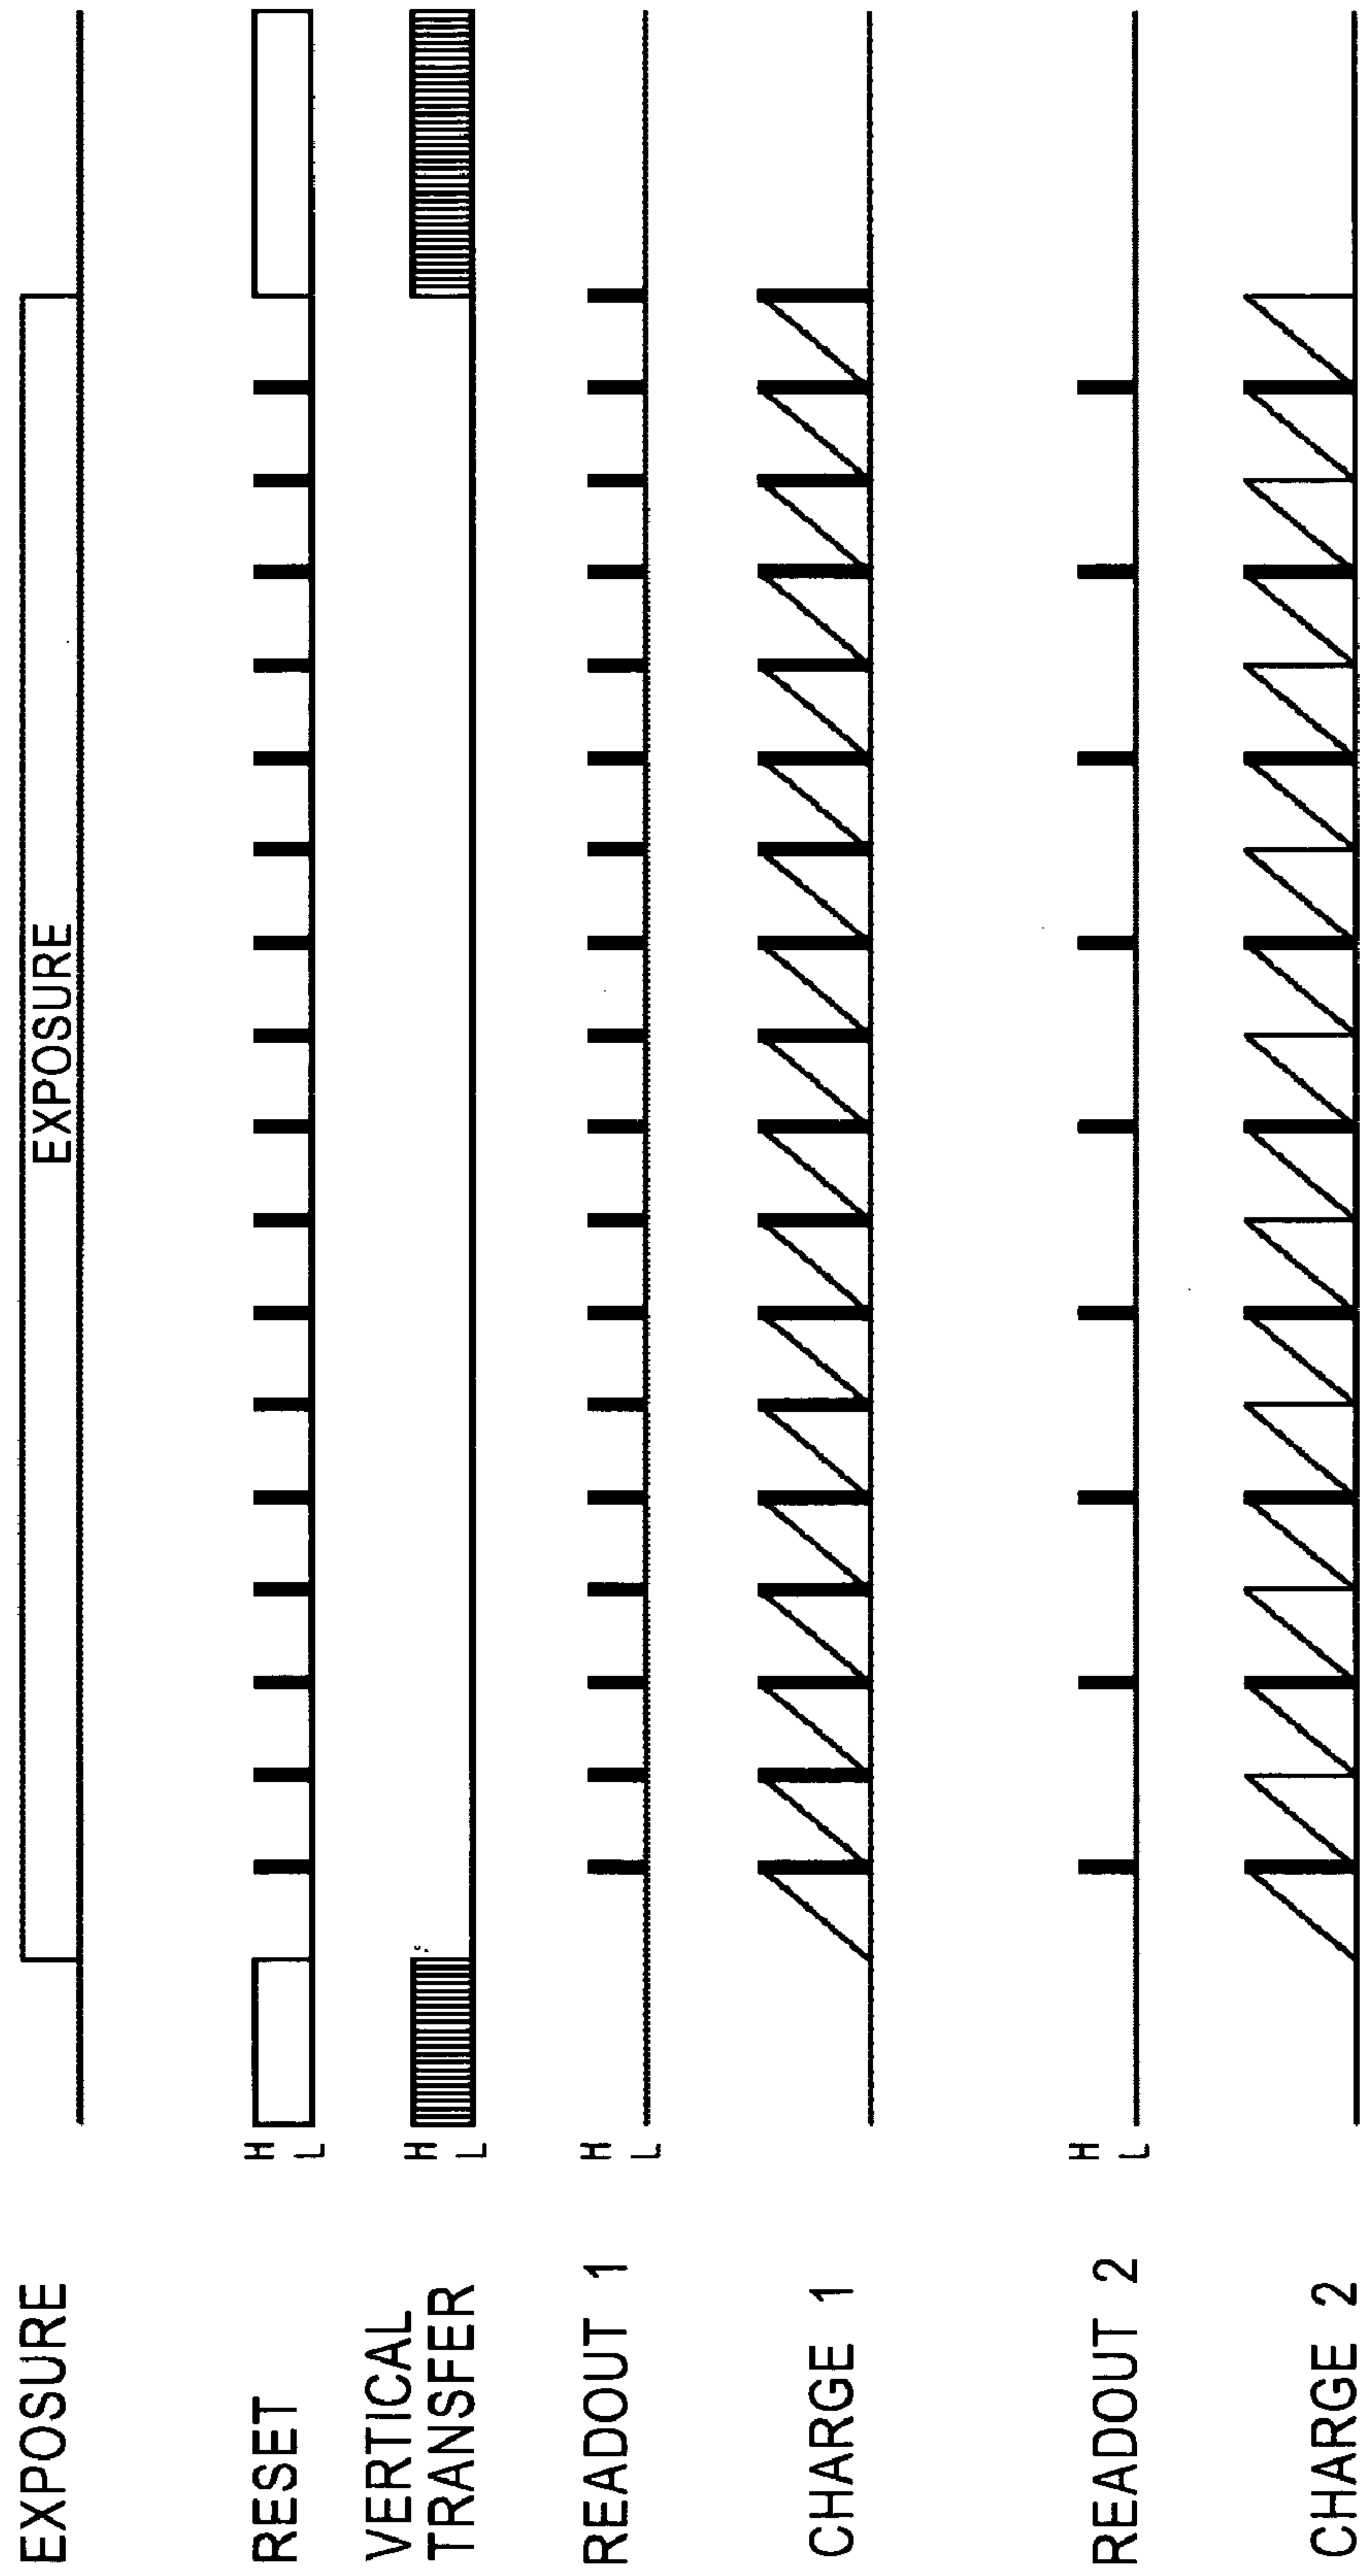 EXPOSURE
EXPOSURE
RESET
H
L
VERTICAL
TRANSFER
H
L
READOUT 1
H
L
CHARGE 1
READOUT 2
H
L
CHARGE 2